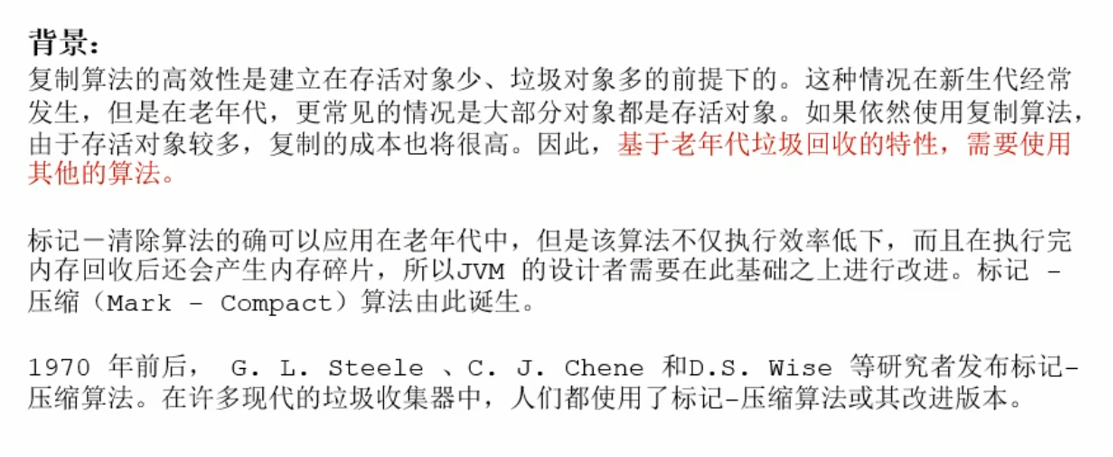 背景：
复制算法的高效性是建立在存活对象少、垃圾对象多的前提下的。这种情况在新生代经常
发生，但是在老年代，更常见的情况是大部分对象都是存活对象。如果依然使用复制算法，
由于存活对象较多，复制的成本也将很高。因此，基于老年代垃圾回收的特性，需要使用
其他的算法。
标记－清除算法的确可以应用在老年代中，但是该算法不仅执行效率低下，而且在执行完
内存回收后还会产生内存碎片，所以JVM 的设计者需要在此基础之上进行改进。标记 -
压缩（Mark - Compact）算法由此诞生。
1970 年前后， G. L. Steele 、C. J. Chene 和D.S. Wise 等研究者发布标记-
压缩算法。在许多现代的垃圾收集器中，人们都使用了标记-压缩算法或其改进版本。